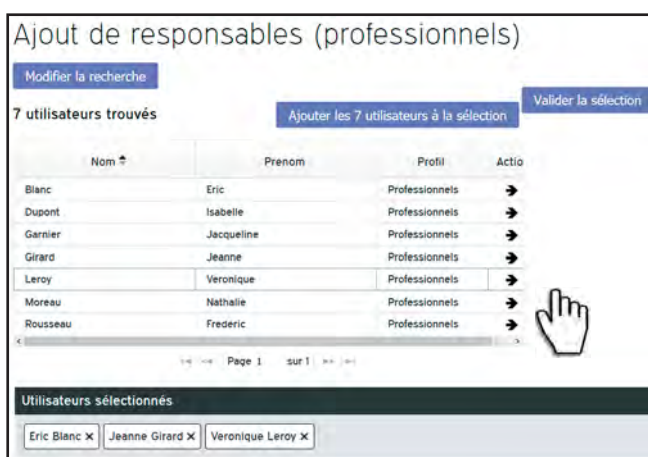 Ajout de responsables (professionnels)
Modifier la recherche
Valider la sélection
7 utilisateurs trouvés
Ajouter les 7 utilisateurs à la sélection
Nom Prenom Profil Actio
Blanc Eric Professionnels
Dupont Isabelle Professionnels
Garnier Jacqueline Professionnels
Girard Jeanne Professionnels
Leroy Veronique Professionnels
Moreau Nathalie Professionnels
Rousseau Frederic Professionnels
Page 1 sur 1
Utilisateurs sélectionnés
Eric Blanc × Jeanne Girard × Veronique Leroy ×